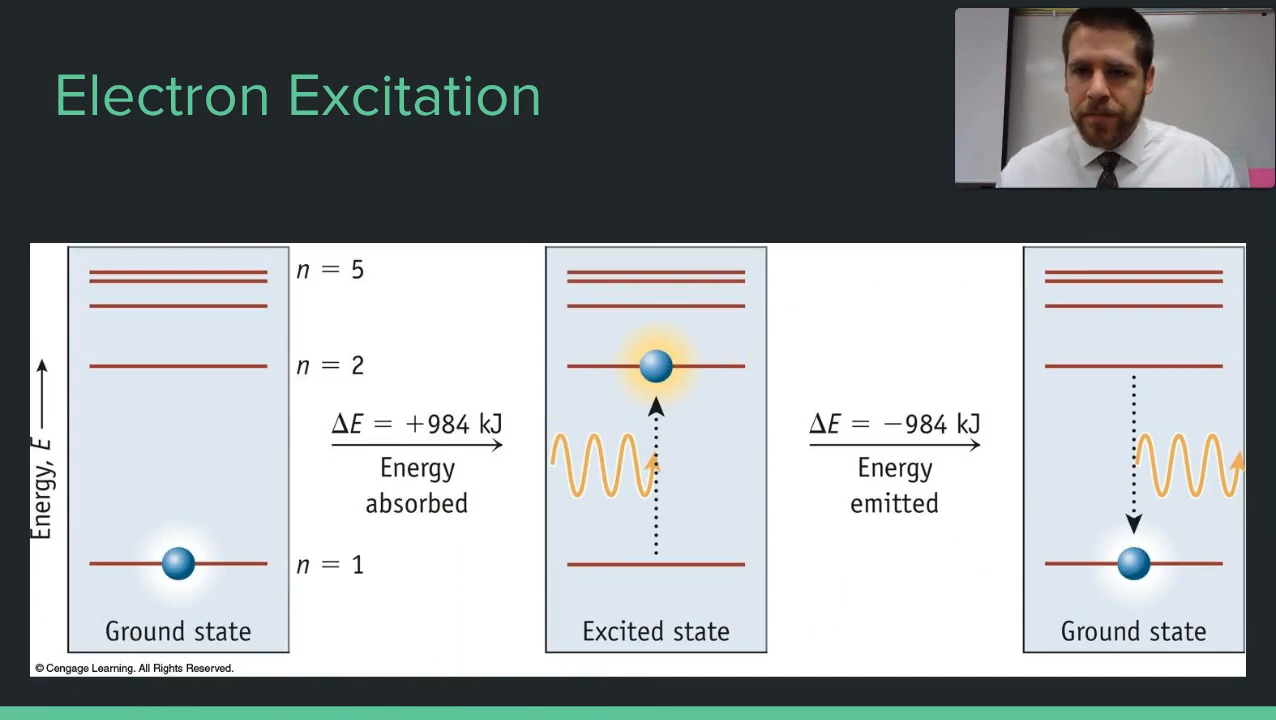 Electron Excitation
n = 5
n = 2
ΔE = +984 kJ
Energy
absorbed
n = 1
Energy, E
Ground state
ΔE = −984 kJ
Energy
emitted
Excited state
Ground state
© Cengage Learning. All Rights Reserved.